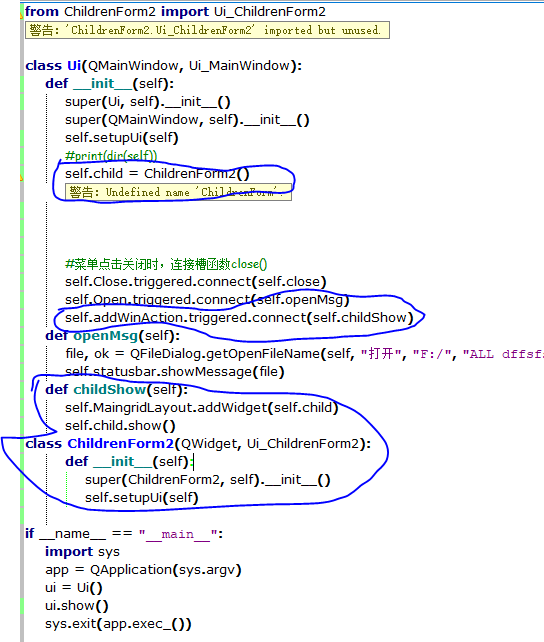 from ChildrenForm2 import Ui_ChildrenForm2
警告: 'ChildrenForm2.Ui_ChildrenForm2' imported but unused.
class Ui(QMainWindow, Ui_MainWindow):
def __init__(self):
super(Ui, self).__init__()
super(QMainWindow, self).__init__()
self.setupUi(self)
#print(dir(self))
self.child = ChildrenForm2()
警告: Undefined name 'ChildrenForm'.
#菜单点击关闭时，连接槽函数close()
self.Close.triggered.connect(self.close)
self.Open.triggered.connect(self.openMsg)
self.addWinAction.triggered.connect(self.childShow)
def openMsg(self):
file, ok = QFileDialog.getOpenFileName(self, "打开", "F:/", "ALL dffsf
self.statusbar.showMessage(file)
def childShow(self):
self.MaingridLayout.addWidget(self.child)
self.child.show()
class ChildrenForm2(QWidget, Ui_ChildrenForm2):
def __init__(self):
super(ChildrenForm2, self).__init__()
self.setupUi(self)
if __name__ == "__main__":
import sys
app = QApplication(sys.argv)
ui = Ui()
ui.show()
sys.exit(app.exec_())